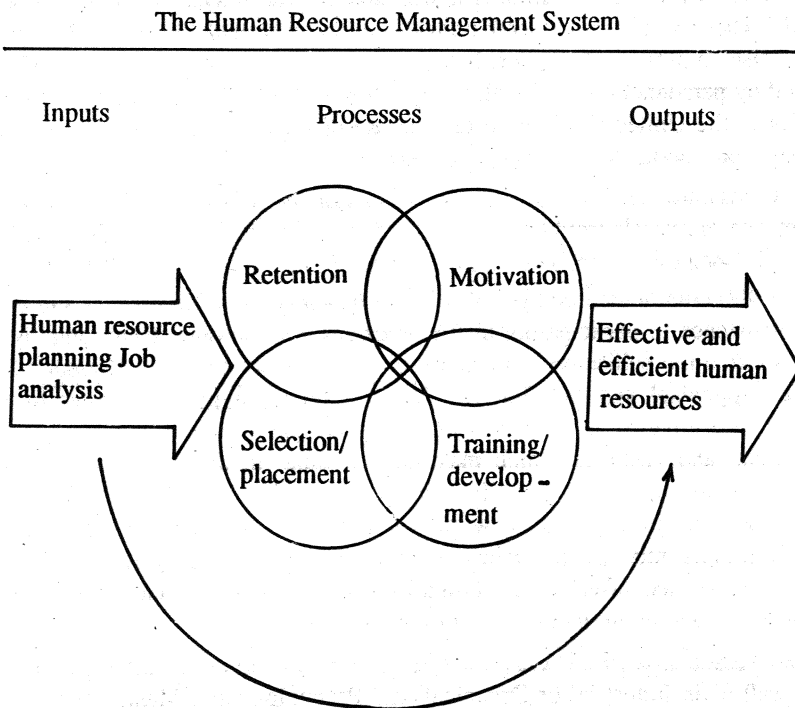 The Human Resource Management System
Inputs
Processes
Outputs
Retention
Motivation
Human resource
planning Job
analysis
Effective and
efficient human
resources
Selection/
placement
Training/
develop-
ment